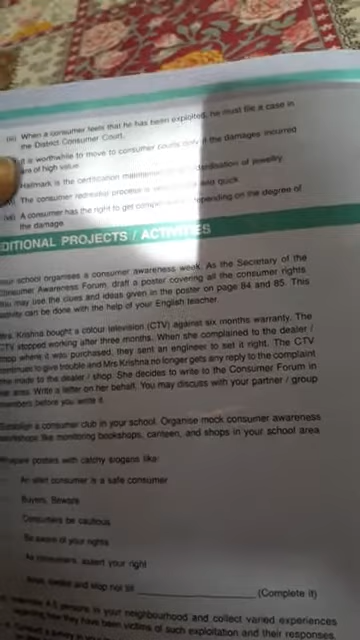 (iii) When a consumer feels that he has been exploited, he must file a case in
the District Consumer Court.
It is worthwhile to move to consumer courts only if the damages incurred
are of high value.
Hallmark is the certification of jewellry.
The consumer redressal process is and quick.
(vii) A consumer has the right to get depending on the degree of
the damage.
DITIONAL PROJECTS / ACTIVITIES
our school organises a consumer awareness week. As the Secretary of the
Consumer Awareness Forum, draft a poster covering all the consumer rights
You may use the clues and ideas given in the poster on page 84 and 85. This
activity can be done with the help of your English teacher.
Mrs. Krishna bought a colour television (CTV) against six months warranty. The
CTV stopped working after three months. When she complained to the dealer /
shop where it was purchased, they sent an engineer to set it right. The CTV
continues to give trouble and Mrs Krishna no longer gets any reply to the complaint
she made to the dealer / shop. She decides to write to the Consumer Forum in
her area. Write a letter on her behalf. You may discuss with your partner / group
members before you write it.
Establish a consumer club in your school. Organise mock consumer awareness
workshops like monitoring bookshops, canteen, and shops in your school area
Prepare posters with catchy slogans like:
An alert consumer is a safe consumer
Buyers, Beware
Consumers be cautious
Be aware of your rights
As consumers, assert your right
Arise, awake and stop not till ____________ (Complete it)
4-5 persons in your neighbourhood and collect varied experiences
regarding how they have been victims of such exploitation and their responses.
Conduct a survey in your